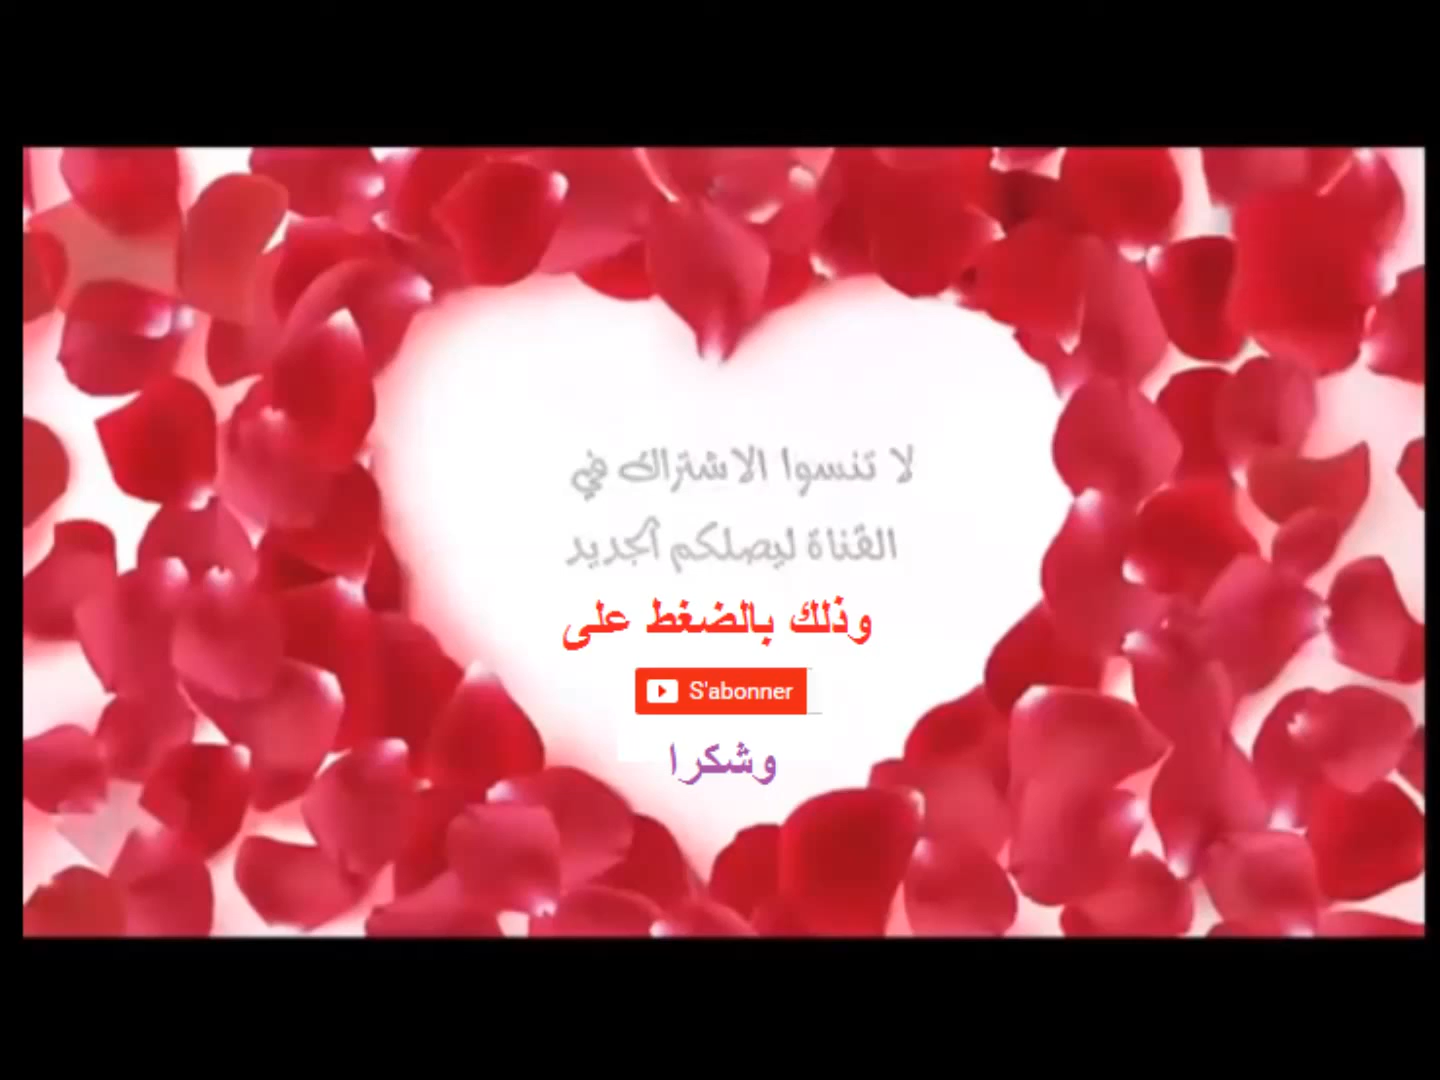 لا تنسوا الاشتراك في
القناة ليصلكم الجديد
وذلك بالضغط على
S'abonner
وشكرا